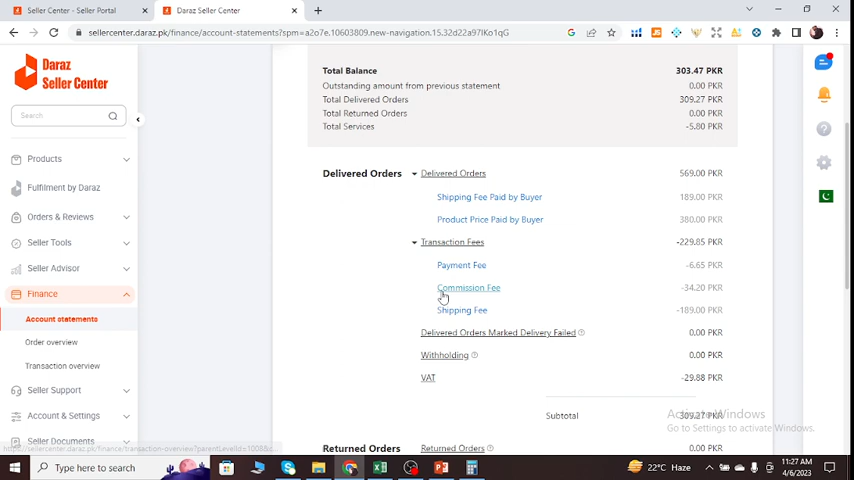 Seller Center - Seller Portal
Daraz Seller Center
sellercenter.daraz.pk/finance/account-statements?spm=a2o7e.10603809.new-navigation.15.32d22a97lKo1qG
Daraz
Seller Center
Search
Products
Fulfilment by Daraz
Orders & Reviews
Seller Tools
Seller Advisor
Finance
Account statements
Order overview
Transaction overview
Seller Support
Account & Settings
Seller Documents
Total Balance 303.47 PKR
Outstanding amount from previous statement 0.00 PKR
Total Delivered Orders 309.27 PKR
Total Returned Orders 0.00 PKR
Total Services -5.80 PKR
Delivered Orders Delivered Orders 569.00 PKR
Shipping Fee Paid by Buyer 189.00 PKR
Product Price Paid by Buyer 380.00 PKR
Transaction Fees -229.85 PKR
Payment Fee -6.65 PKR
Commission Fee -34.20 PKR
Shipping Fee -189.00 PKR
Delivered Orders Marked Delivery Failed 0.00 PKR
Withholding 0.00 PKR
VAT -29.88 PKR
Subtotal 309.27 PKR
Activate Windows
Go to Settings to activate Windows.
Returned Orders Returned Orders 0.00 PKR
Type here to search
22°C Haze
11:27 AM
4/6/2023